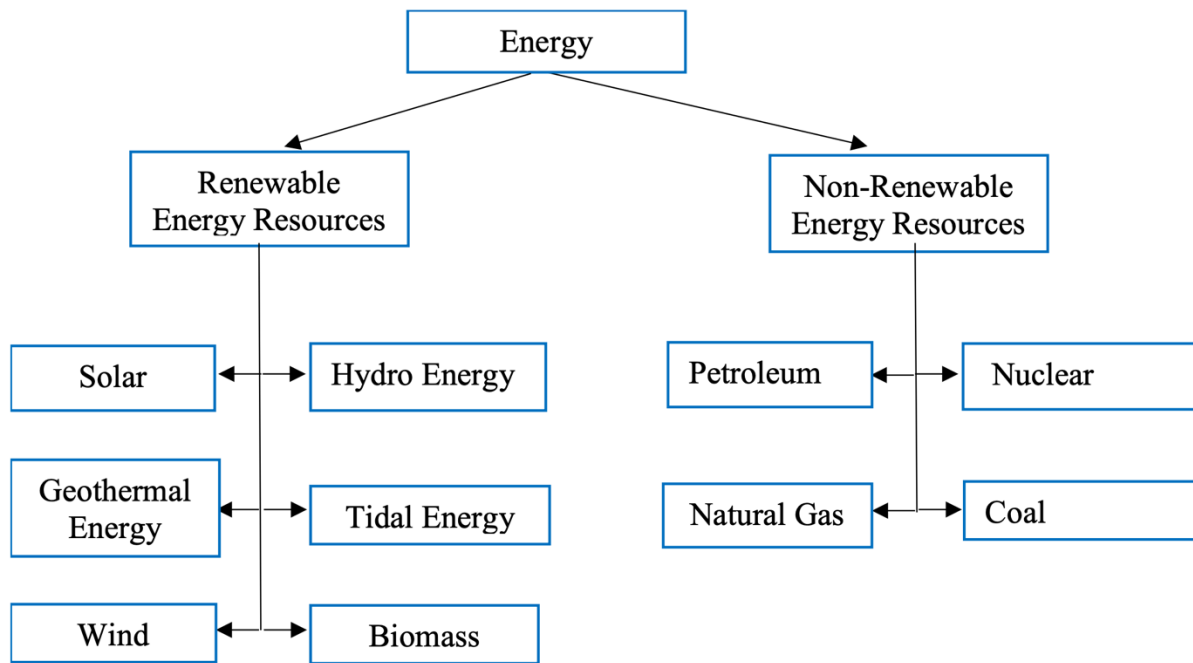 Energy
Renewable
Energy Resources
Non-Renewable
Energy Resources
Solar
Hydro Energy
Petroleum
Nuclear
Geothermal
Energy
Tidal Energy
Natural Gas
Coal
Wind
Biomass